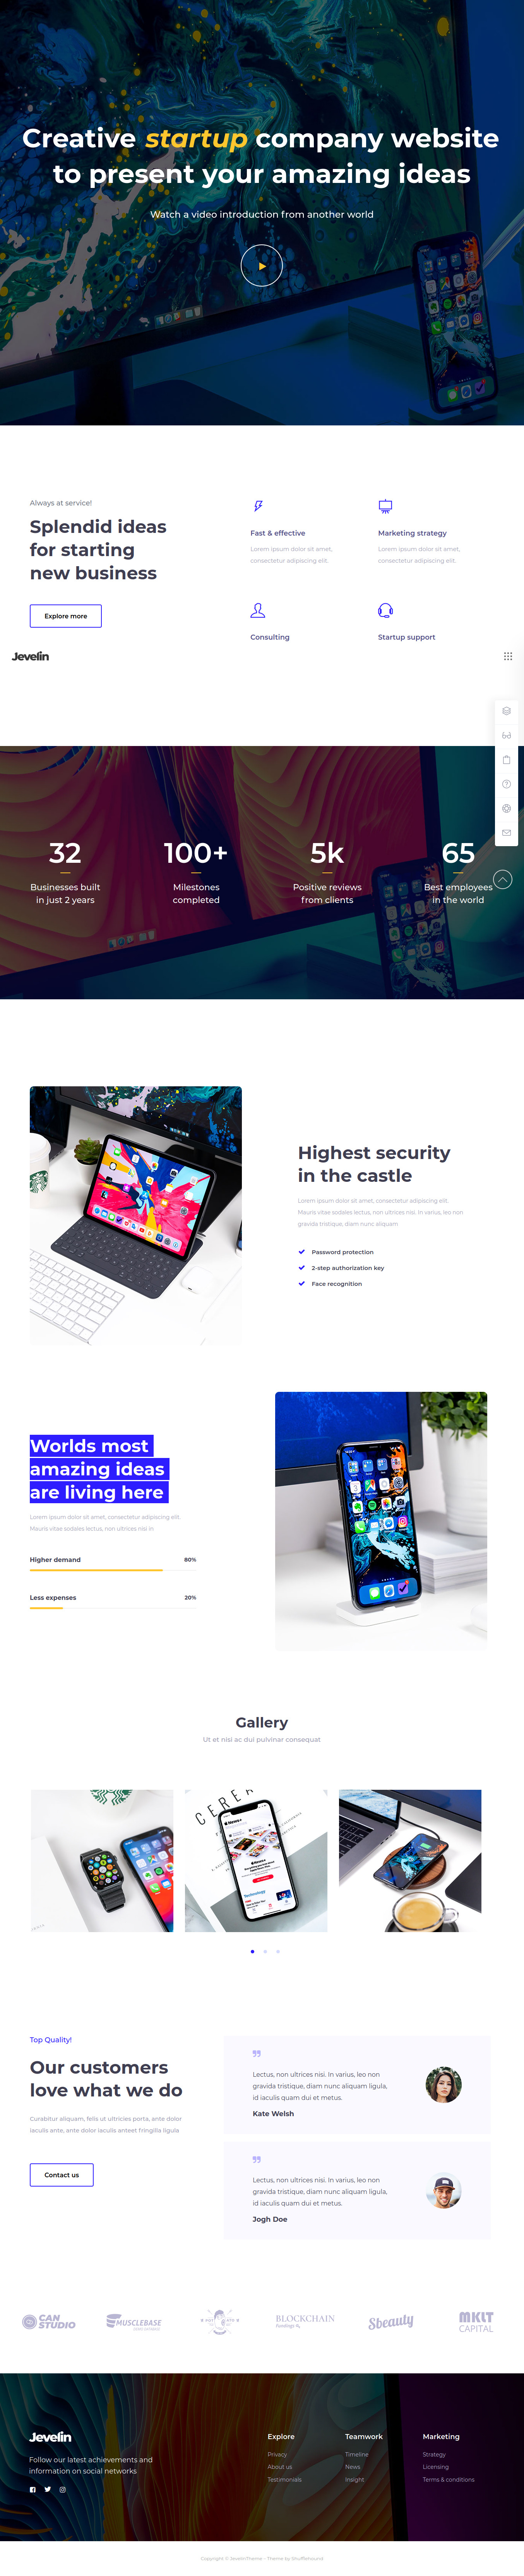 Creative startup company website
to present your amazing ideas
Watch a video introduction from another world
Always at service!
Splendid ideas
for starting
new business
Explore more
Fast & effective
Lorem ipsum dolor sit amet,
consectetur adipiscing elit.
Marketing strategy
Lorem ipsum dolor sit amet,
consectetur adipiscing elit.
Consulting
Startup support
Jevelin
32
Businesses built
in just 2 years
100+
Milestones
completed
5k
Positive reviews
from clients
65
Best employees
in the world
Highest security
in the castle
Lorem ipsum dolor sit amet, consectetur adipiscing elit.
Mauris vitae sodales lectus, non ultrices nisi. In varius, leo non
gravida tristique, diam nunc aliquam
Password protection
2-step authorization key
Face recognition
Worlds most
amazing ideas
are living here
Lorem ipsum dolor sit amet, consectetur adipiscing elit.
Mauris vitae sodales lectus, non ultrices nisi in
Higher demand 80%
Less expenses 20%
Gallery
Ut et nisi ac dui pulvinar consequat
CEREA
News+
Technology
Top Quality!
Our customers
love what we do
Curabitur aliquam, felis ut ultricies porta, ante dolor
iaculis ante, ante dolor iaculis anteet fringilla ligula
Contact us
Lectus, non ultrices nisi. In varius, leo non
gravida tristique, diam nunc aliquam ligula,
id iaculis quam dui et metus.
Kate Welsh
Lectus, non ultrices nisi. In varius, leo non
gravida tristique, diam nunc aliquam ligula,
id iaculis quam dui et metus.
Jogh Doe
CAN
STUDIO
MUSCLEBASE
BLOCKCHAIN
Fundings
Sbeauty
MKLT
CAPITAL
Jevelin
Follow our latest achievements and
information on social networks
Explore
Privacy
About us
Testimonials
Teamwork
Timeline
News
Insight
Marketing
Strategy
Licensing
Terms & conditions
Copyright © JevelinTheme - Theme by Shufflehound